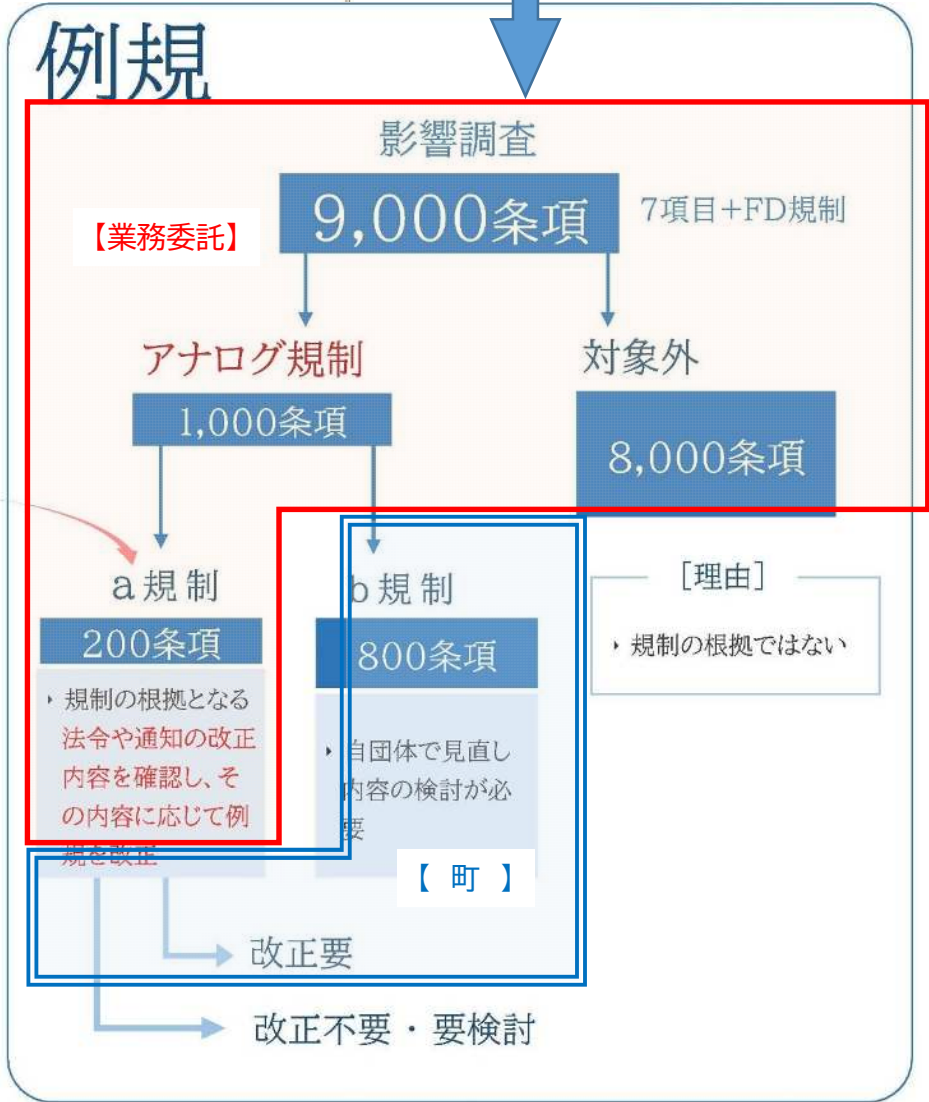 例規
影響調査
9,000条項
7項目+FD規制
【業務委託】
アナログ規制
対象外
1,000条項
8,000条項
a規制
b規制
[理由]
200条項
800条項
‣ 規制の根拠ではない
‣ 規制の根拠となる
法令や通知の改正
内容を確認し、そ
の内容に応じて例
規を改正
‣ 自団体で見直し
内容の検討が必
要
【 町 】
改正要
改正不要・要検討